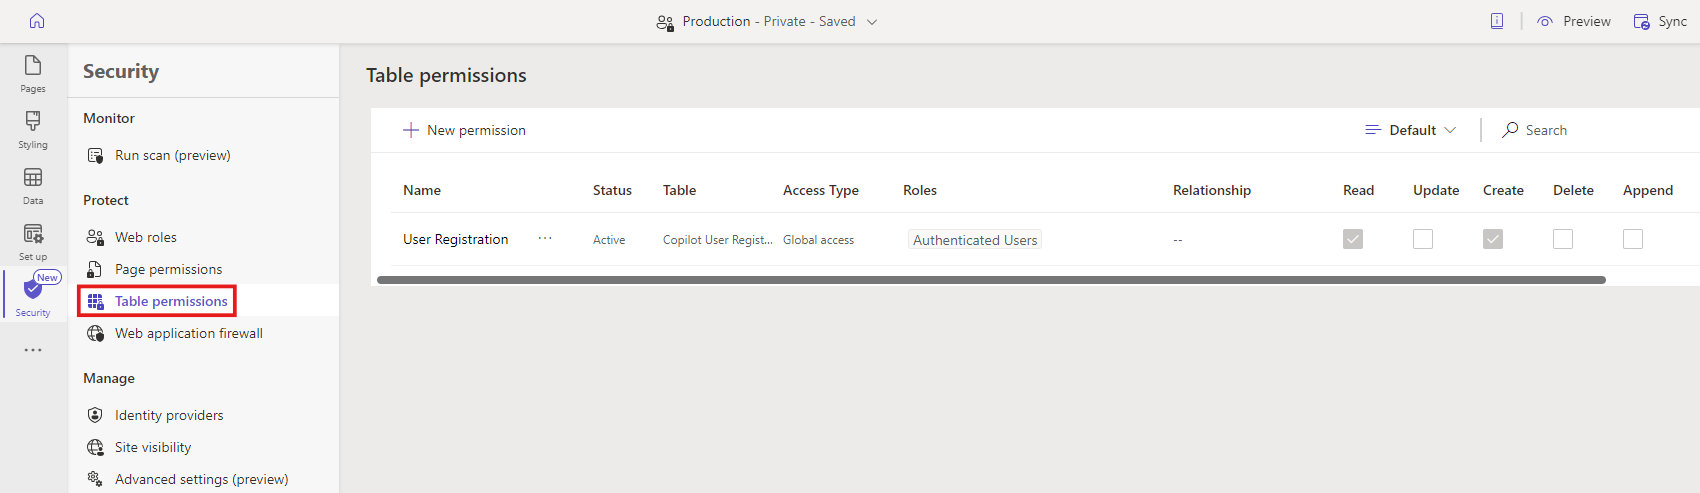 Production - Private - Saved
Preview
Sync
Pages
Styling
Data
Set up
New
Security
Security
Monitor
Run scan (preview)
Protect
Web roles
Page permissions
Table permissions
Web application firewall
Manage
Identity providers
Site visibility
Advanced settings (preview)
Table permissions
New permission
Default
Search
Name Status Table Access Type Roles Relationship Read Update Create Delete Append
User Registration ... Active Copilot User Regist... Global access Authenticated Users --